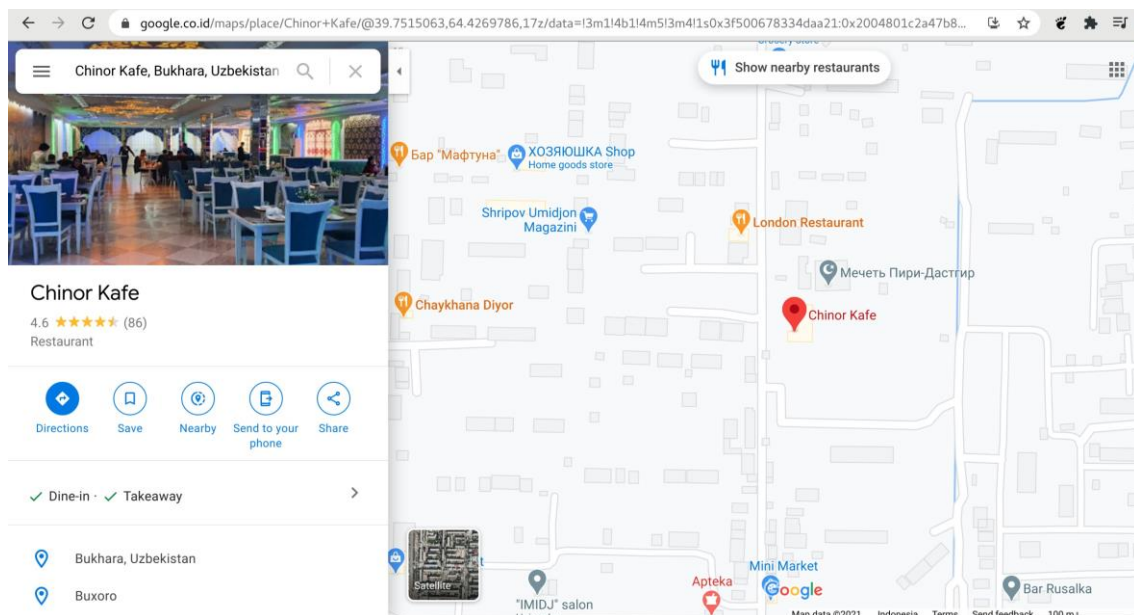 google.co.id/maps/place/Chinor+Kafe/@39.7515063,64.4269786,17z/data=!3m1!4b1!4m5!3m4!1s0x3f500678334daa21:0x2004801c2a47b8...
Chinor Kafe, Bukhara, Uzbekistan
Show nearby restaurants
Бар "Мафтуна"
ХОЗЯЮШКА Shop
Home goods store
Shripov Umidjon
Magazini
London Restaurant
Мечеть Пири-Дастгир
Chaykhana Diyor
Chinor Kafe
Chinor Kafe
4.6 (86)
Restaurant
Directions
Save
Nearby
Send to your
phone
Share
Dine-in · Takeaway
Bukhara, Uzbekistan
Buxoro
Satellite
"IMIDJ" salon
Apteka
Mini Market
Google
Bar Rusalka
Map data ©2021 Indonesia Terms Send feedback 100 m